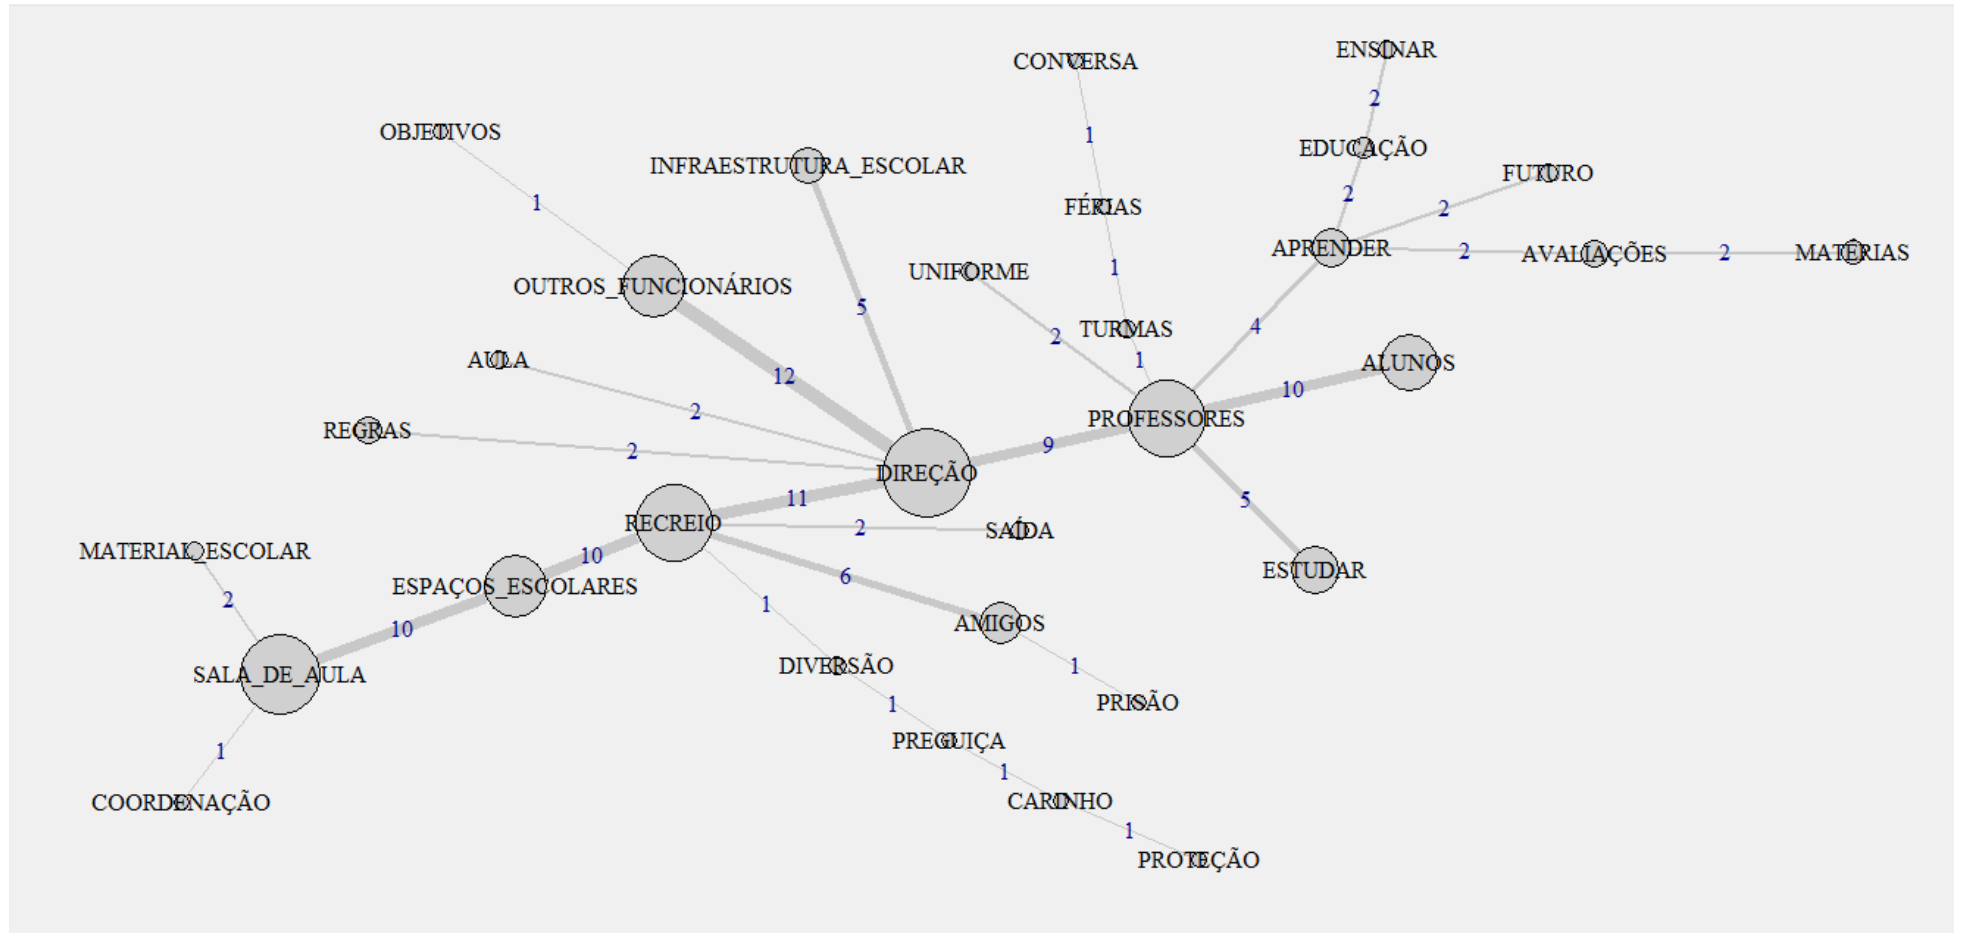 ENSINAR
CONVERSA
2
OBJETIVOS
1
EDUCAÇÃO
INFRAESTRUTURA_ESCOLAR
FUTURO
2
1
FÉRIAS
2
APRENDER
2
AVALIAÇÕES
2
MATERIAS
1
UNIFORME
OUTROS_FUNCIONÁRIOS
5
4
TURMAS
2
AULA
1
ALUNOS
12
10
2
PROFESSORES
REGRAS
9
2
DIREÇÃO
11
5
RECREIO
2
SAÍDA
MATERIAL_ESCOLAR
10
ESTUDAR
6
ESPAÇOS_ESCOLARES
2
1
AMIGOS
10
DIVERSÃO
1
SALA_DE_AULA
1
PRISÃO
PREGUIÇA
1
1
COORDENAÇÃO
CARINHO
1
PROTEÇÃO